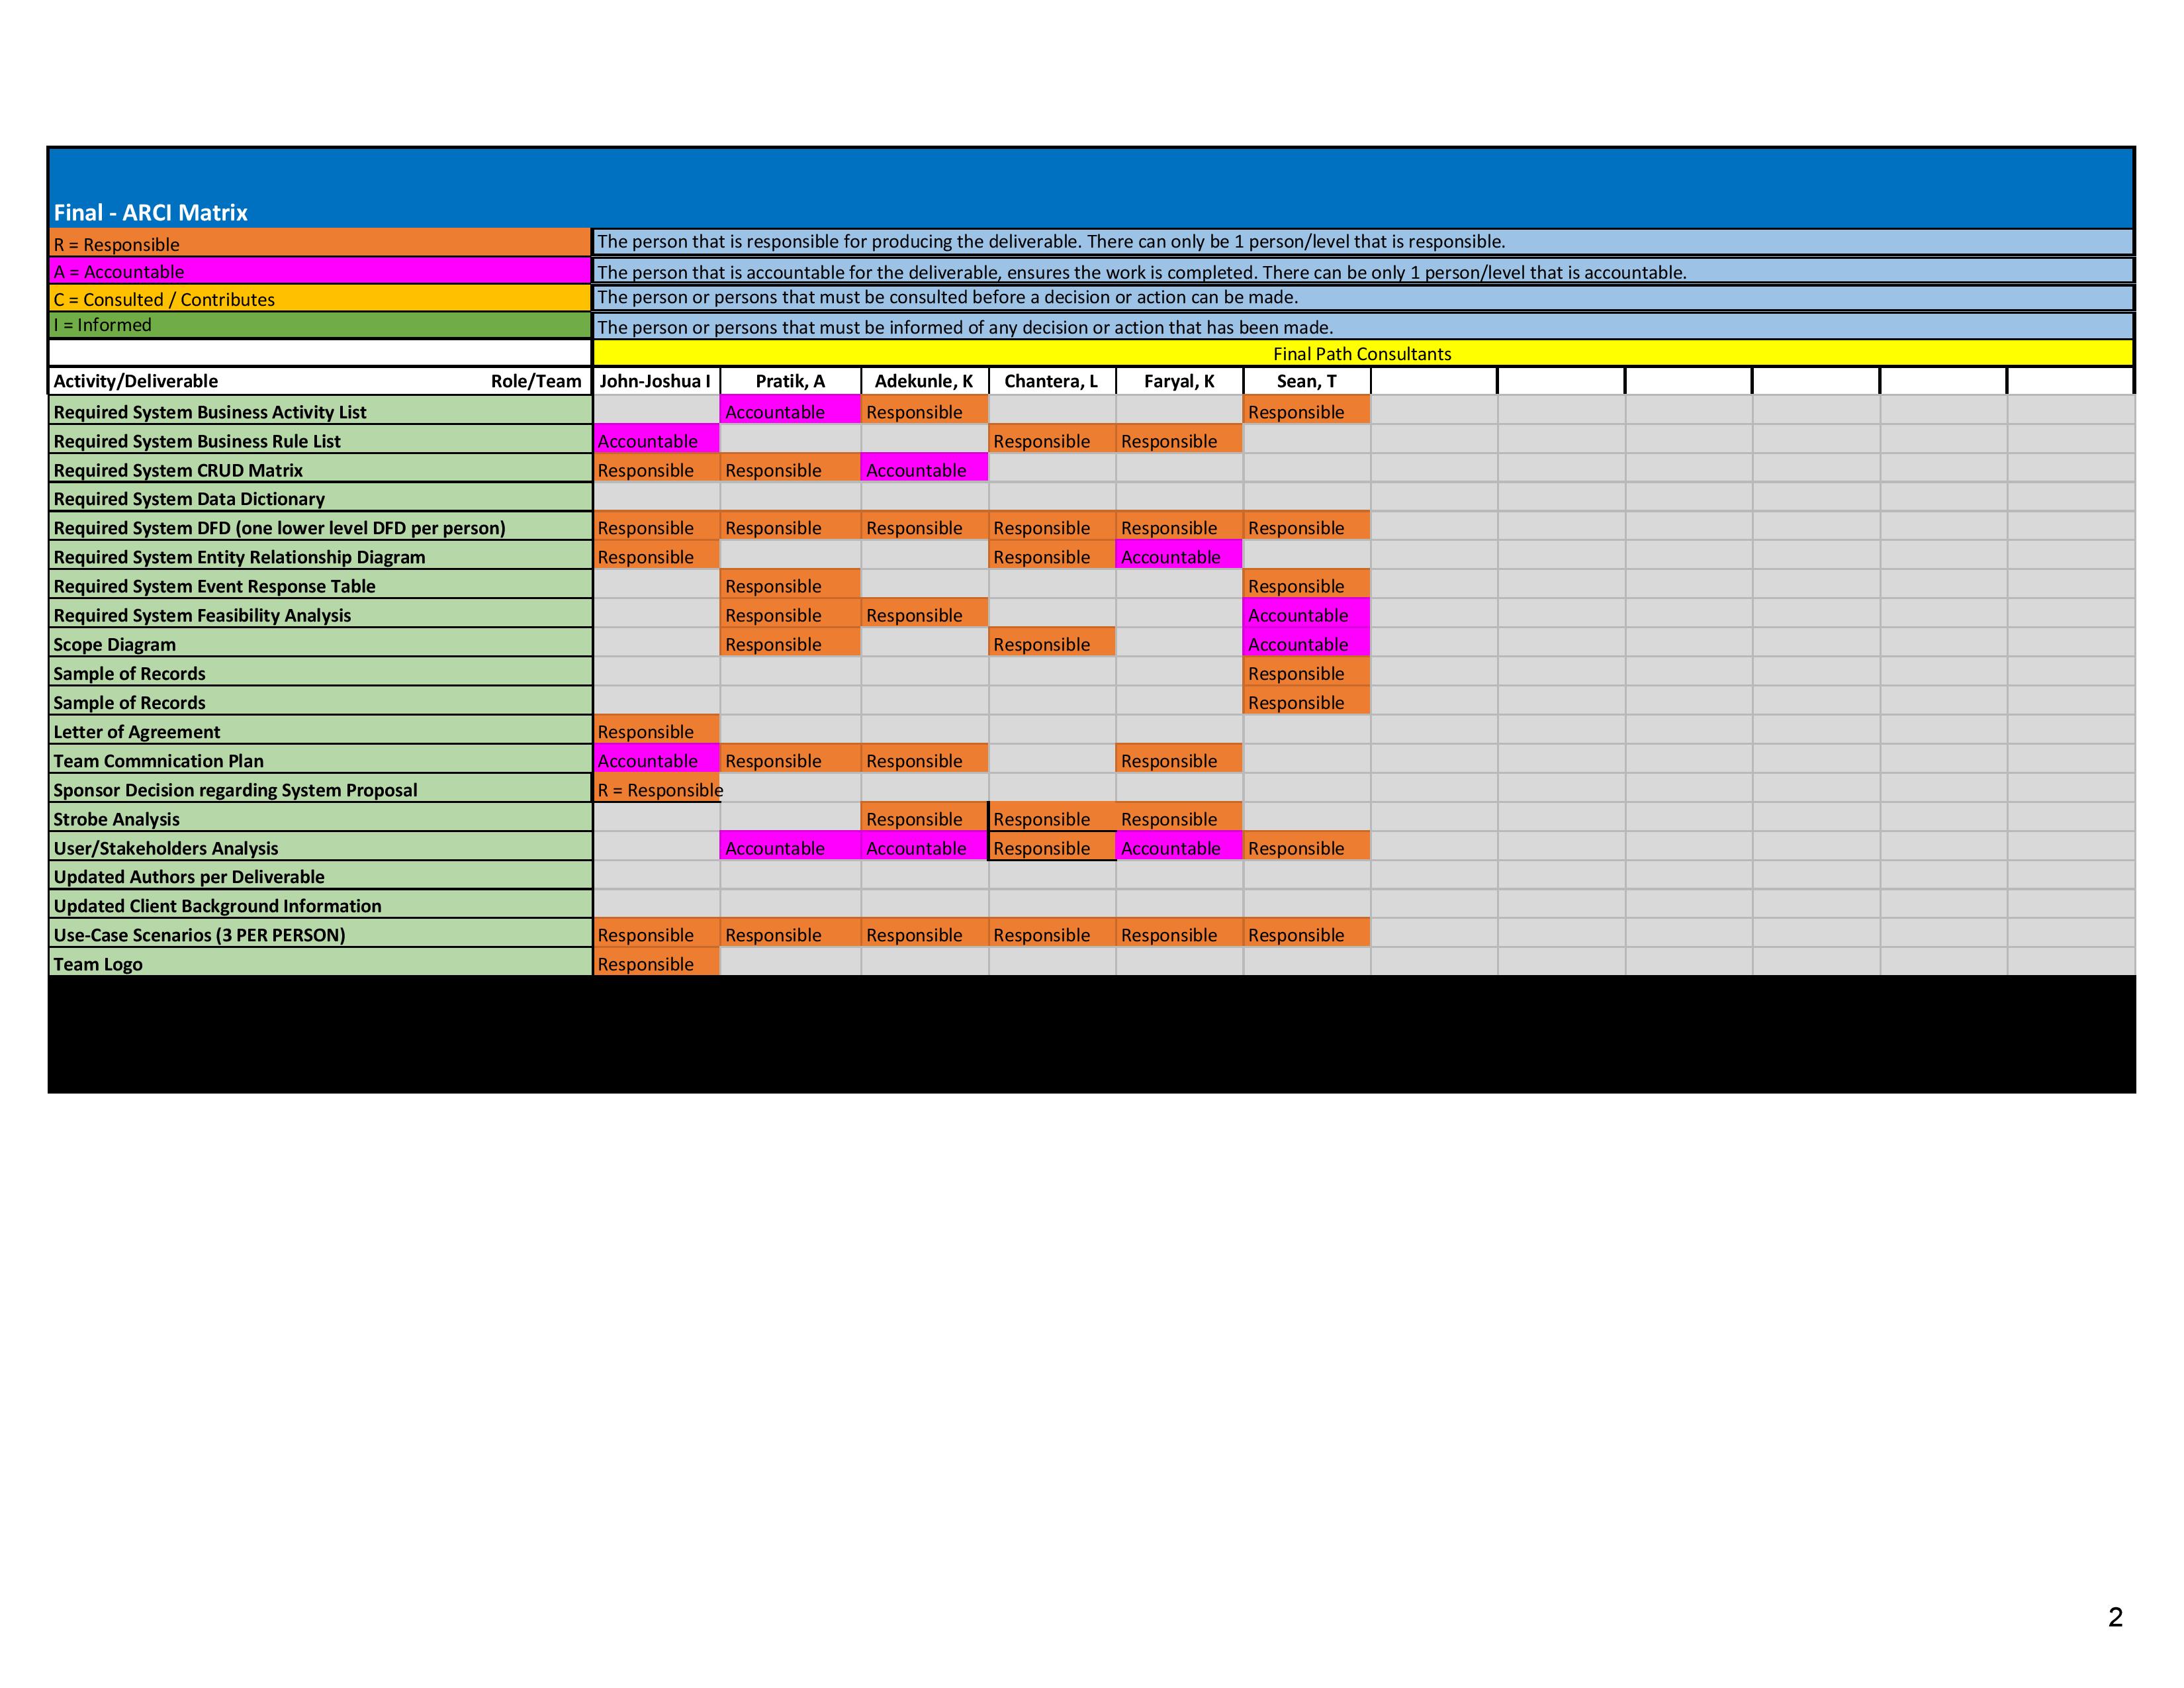 Final - ARCI Matrix
R = Responsible The person that is responsible for producing the deliverable. There can only be 1 person/level that is responsible.
A = Accountable The person that is accountable for the deliverable, ensures the work is completed. There can be only 1 person/level that is accountable.
C = Consulted / Contributes The person or persons that must be consulted before a decision or action can be made.
I = Informed The person or persons that must be informed of any decision or action that has been made.
Final Path Consultants
Activity/Deliverable Role/Team John-Joshua I Pratik, A Adekunle, K Chantera, L Faryal, K Sean, T
Required System Business Activity List Accountable Responsible Responsible
Required System Business Rule List Accountable Responsible Responsible
Required System CRUD Matrix Responsible Responsible Accountable
Required System Data Dictionary
Required System DFD (one lower level DFD per person) Responsible Responsible Responsible Responsible Responsible Responsible
Required System Entity Relationship Diagram Responsible Responsible Accountable
Required System Event Response Table Responsible Responsible
Required System Feasibility Analysis Responsible Responsible Accountable
Scope Diagram Responsible Responsible Accountable
Sample of Records Responsible
Sample of Records Responsible
Letter of Agreement Responsible
Team Commnication Plan Accountable Responsible Responsible Responsible
Sponsor Decision regarding System Proposal R = Responsible
Strobe Analysis Responsible Responsible Responsible
User/Stakeholders Analysis Accountable Accountable Responsible Accountable Responsible
Updated Authors per Deliverable
Updated Client Background Information
Use-Case Scenarios (3 PER PERSON) Responsible Responsible Responsible Responsible Responsible Responsible
Team Logo Responsible
2